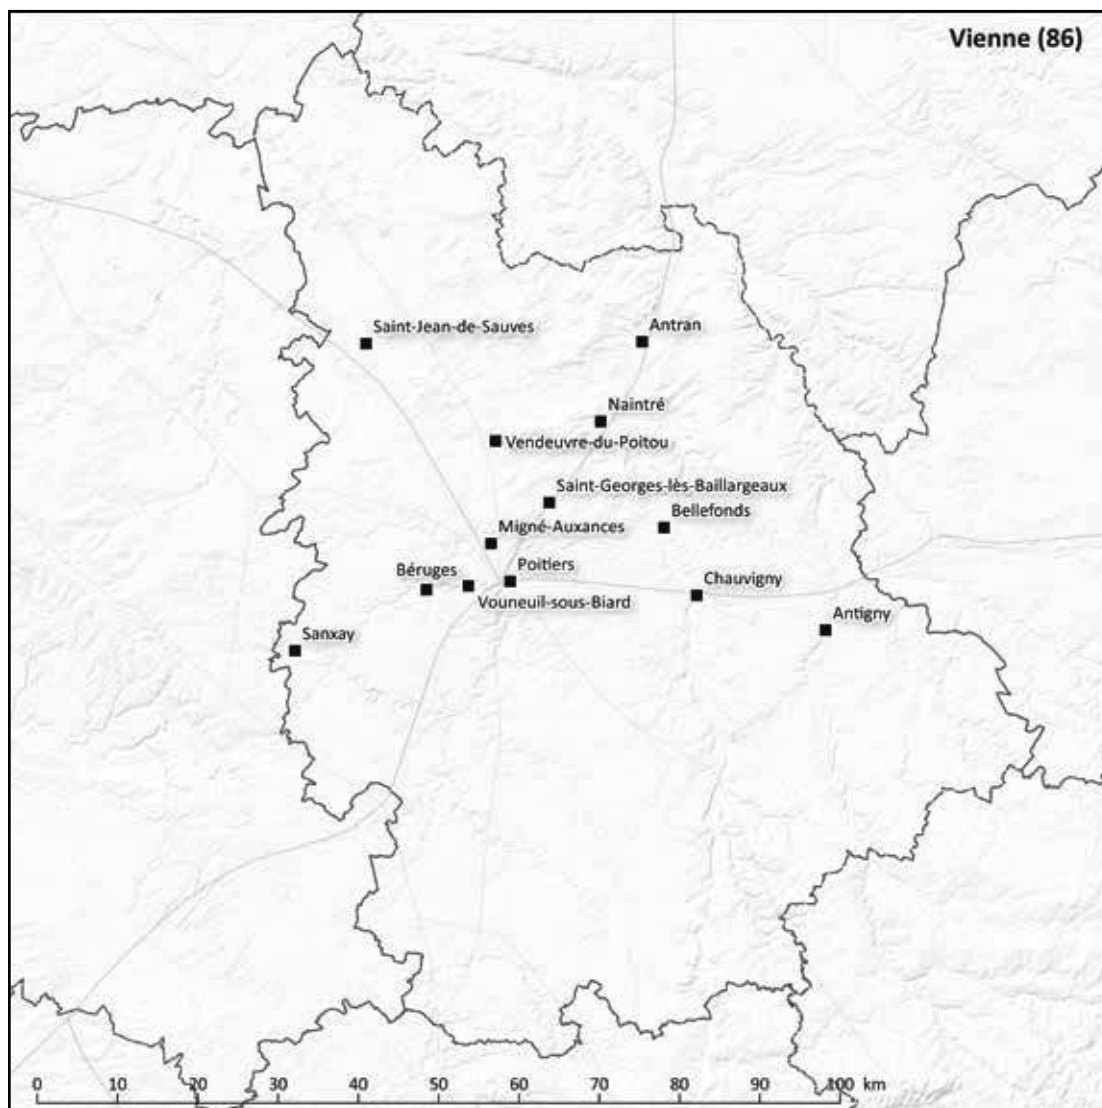 Vienne (86)
Saint-Jean-de-Sauves
Antran
Naintré
Vendeuvre-du-Poitou
Saint-Georges-lès-Baillargeaux
Bellefonds
Migné-Auxances
Poitiers
Béruges
Chauvigny
Vouneuil-sous-Biard
Antigny
Sanxay
0 10 20 30 40 50 60 70 80 90 100 km